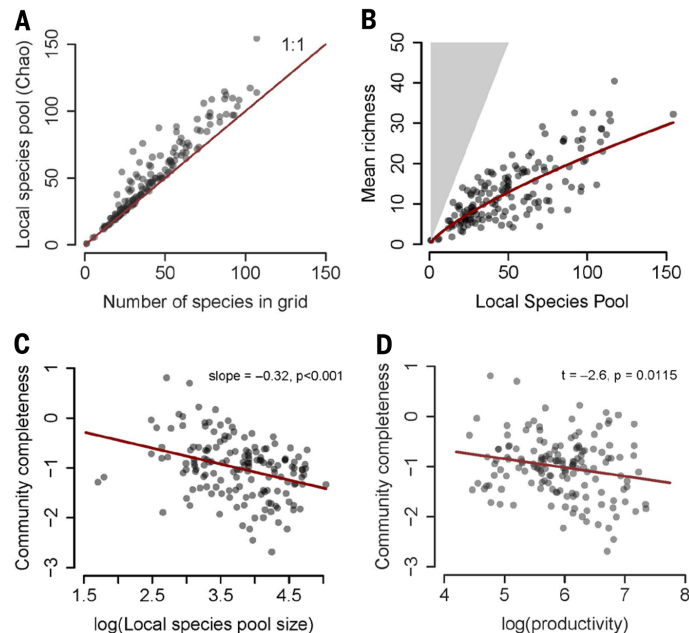 A
Local species pool (Chao)
150
100
50
0
1:1
0
50
100
150
Number of species in grid
B
Mean richness
50
40
30
20
10
0
0
50
100
150
Local Species Pool
C
Community completeness
1
0
−1
−2
−3
slope = −0.32, p<0.001
1.5
2.5
3.5
4.5
log(Local species pool size)
D
Community completeness
1
0
−1
−2
−3
t = −2.6, p = 0.0115
4
5
6
7
8
log(productivity)